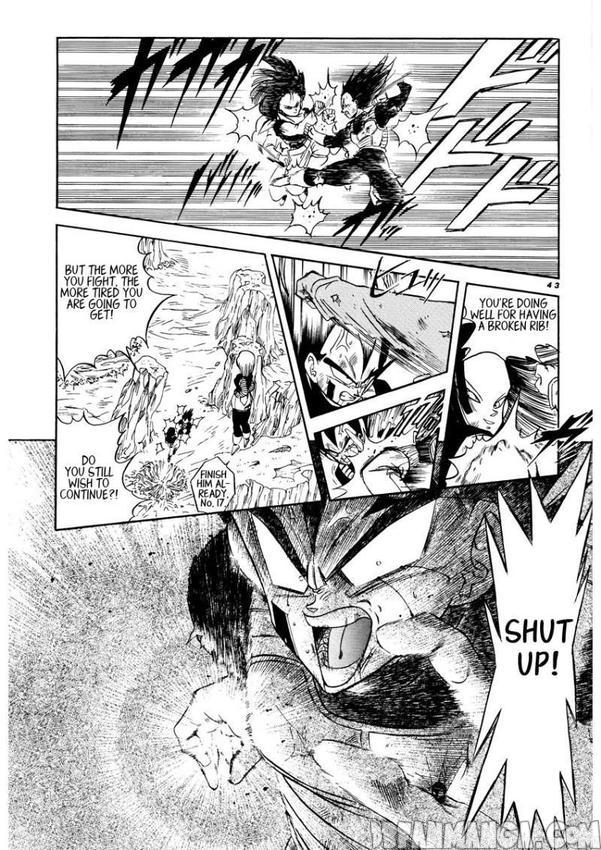 43
YOU'RE DOING
WELL FOR HAVING
A BROKEN RIB!
BUT THE MORE
YOU FIGHT. THE
MORE TIRED YOU
ARE GOING TO
GET!
DO
YOU STILL
WISH TO
CONTINUE?!
FINISH
HIM AL-
READY.
No. 17.
SHUT
UP!
DBFANMANGA.COM